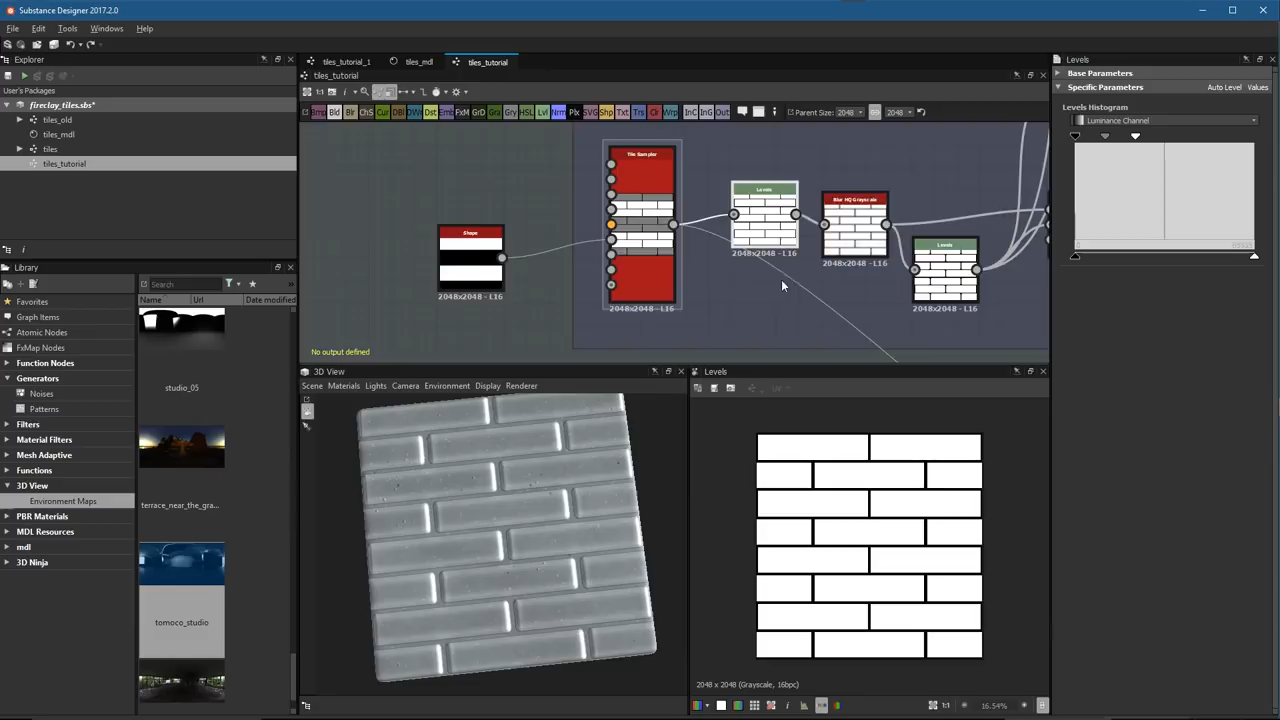 Substance Designer 2017.2.0
File Edit Tools Windows Help
Explorer
User's Packages
fireclay_tiles.sbs*
tiles_old
tiles_mdl
tiles
tiles_tutorial
Library
Search
Name Url Date modified
Favorites
Graph Items
Atomic Nodes
FxMap Nodes
Function Nodes
Generators
Noises
Patterns
Filters
Material Filters
Mesh Adaptive
Functions
3D View
Environment Maps
PBR Materials
MDL Resources
mdl
3D Ninja
studio_05
terrace_near_the_gra...
tomoco_studio
tiles_tutorial_1 tiles_mdl tiles_tutorial
tiles_tutorial
Parent Size: 2048 2048
Shape
2048x2048 - L16
Tile Sampler
2048x2048 - L16
Levels
2048x2048 - L16
Blur HQ Grayscale
2048x2048 - L16
Levels
2048x2048 - L16
No output defined
3D View
Scene Materials Lights Camera Environment Display Renderer
Levels
2048 x 2048 (Grayscale, 16bpc)
1:1 16.54%
Levels
Base Parameters
Specific Parameters Auto Level Values
Levels Histogram
Luminance Channel